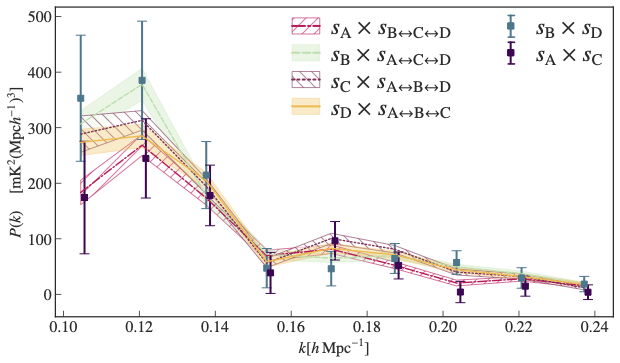 500
400
300
200
100
0
P(k) [mK²(Mpch⁻¹)³]
s_A × s_B↔C↔D
s_B × s_A↔C↔D
s_C × s_A↔B↔D
s_D × s_A↔B↔C
s_B × s_D
s_A × s_C
0.10 0.12 0.14 0.16 0.18 0.20 0.22 0.24
k[h Mpc⁻¹]